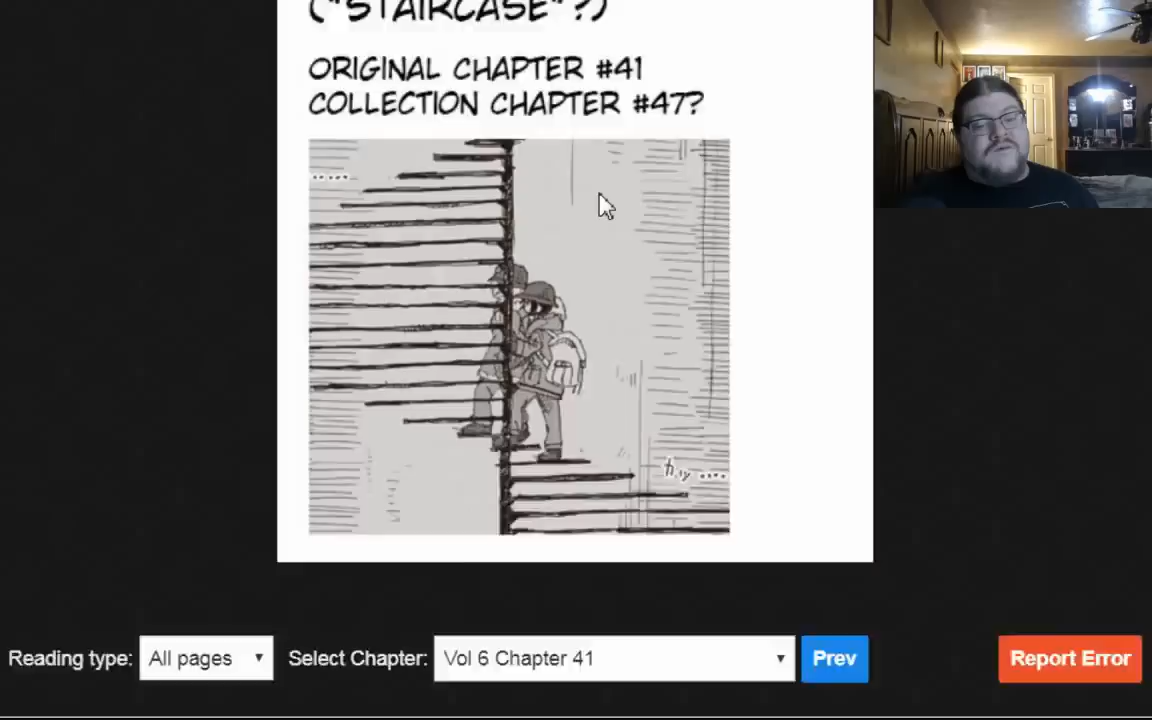 ("STAIRCASE"?)
ORIGINAL CHAPTER #41
COLLECTION CHAPTER #47?
.....
....
Reading type:
All pages
Select Chapter:
Vol 6 Chapter 41
Prev
Report Error